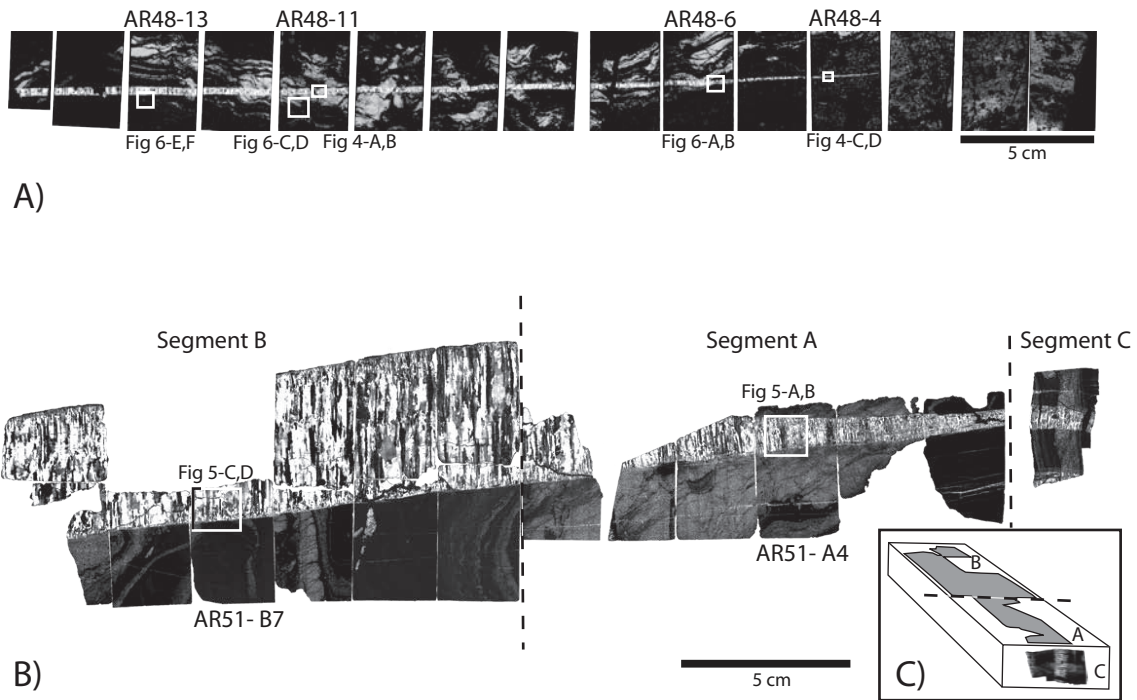 AR48-13 AR48-11 AR48-6 AR48-4
Fig 6-E,F Fig 6-C,D Fig 4-A,B Fig 6-A,B Fig 4-C,D
5 cm
A)
Segment B Segment A Segment C
Fig 5-A,B
Fig 5-C,D
AR51- A4
AR51- B7
B
A
C
B) 5 cm C)